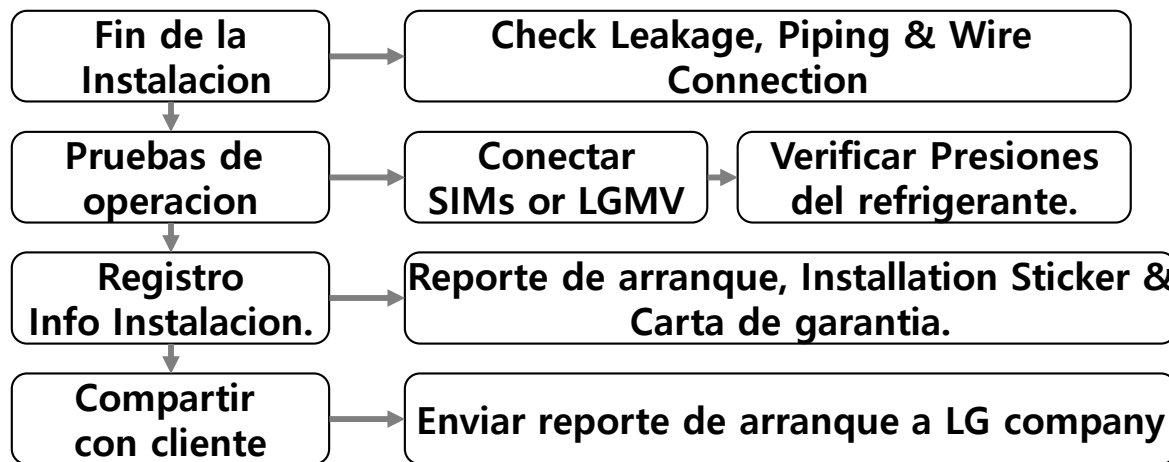 Fin de la
Instalacion
Check Leakage, Piping & Wire
Connection
Pruebas de
operacion
Conectar
SIMs or LGMV
Verificar Presiones
del refrigerante.
Registro
Info Instalacion.
Reporte de arranque, Installation Sticker &
Carta de garantia.
Compartir
con cliente
Enviar reporte de arranque a LG company